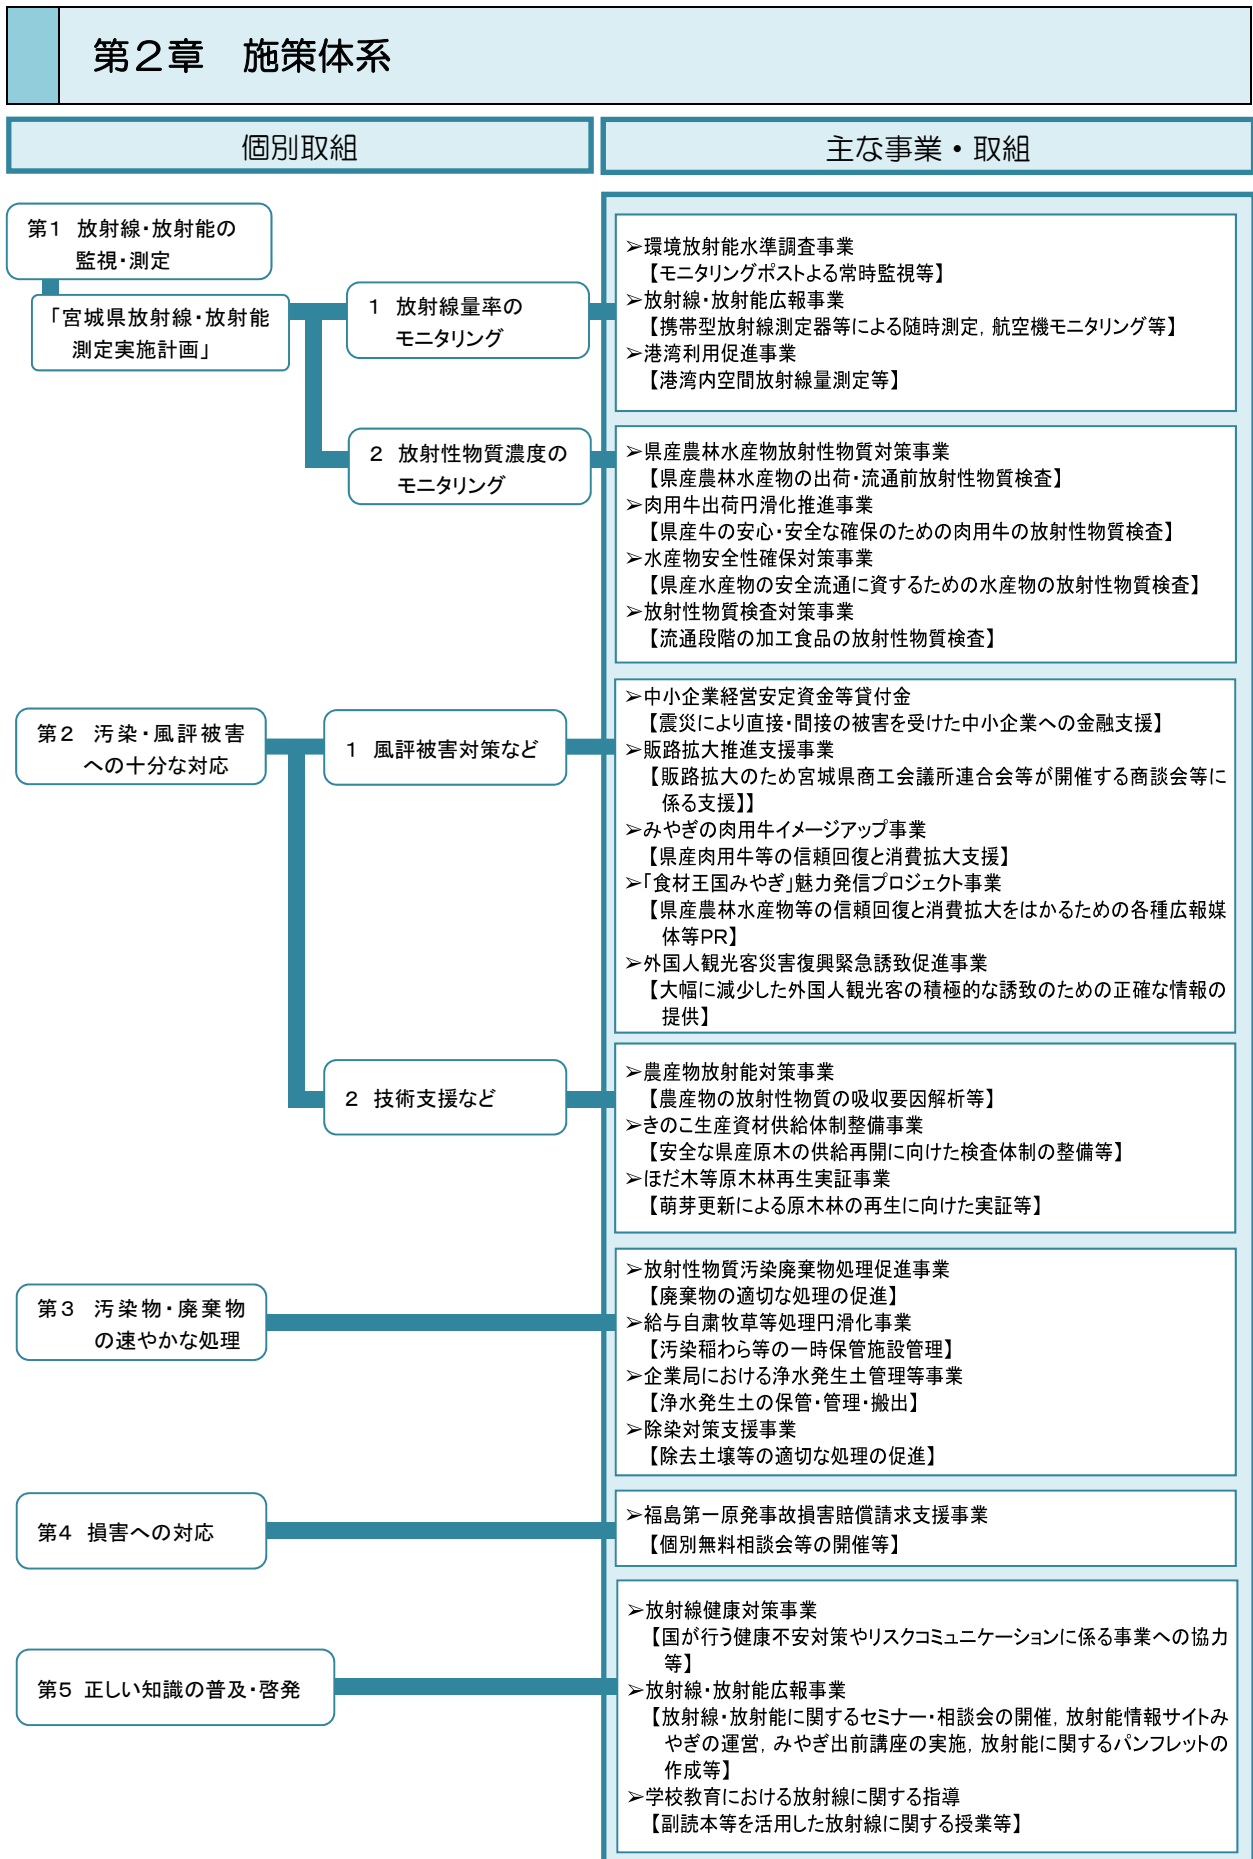 第２章　施策体系
個別取組
主な事業・取組
第１ 放射線・放射能の
監視・測定
「宮城県放射線・放射能
測定実施計画」
１ 放射線量率の
モニタリング
➢環境放射能水準調査事業
【モニタリングポストよる常時監視等】
➢放射線・放射能広報事業
【携帯型放射線測定器等による随時測定，航空機モニタリング等】
➢港湾利用促進事業
【港湾内空間放射線量測定等】
２ 放射性物質濃度の
モニタリング
➢県産農林水産物放射性物質対策事業
【県産農林水産物の出荷・流通前放射性物質検査】
➢肉用牛出荷円滑化推進事業
【県産牛の安心・安全な確保のための肉用牛の放射性物質検査】
➢水産物安全性確保対策事業
【県産水産物の安全流通に資するための水産物の放射性物質検査】
➢放射性物質検査対策事業
【流通段階の加工食品の放射性物質検査】
第２ 汚染・風評被害
への十分な対応
１ 風評被害対策など
➢中小企業経営安定資金等貸付金
【震災により直接・間接の被害を受けた中小企業への金融支援】
➢販路拡大推進支援事業
【販路拡大のため宮城県商工会議所連合会等が開催する商談会等に
係る支援】】
➢みやぎの肉用牛イメージアップ事業
【県産肉用牛等の信頼回復と消費拡大支援】
➢「食材王国みやぎ」魅力発信プロジェクト事業
【県産農林水産物等の信頼回復と消費拡大をはかるための各種広報媒
体等PR】
➢外国人観光客災害復興緊急誘致促進事業
【大幅に減少した外国人観光客の積極的な誘致のための正確な情報の
提供】
２ 技術支援など
➢農産物放射能対策事業
【農産物の放射性物質の吸収要因解析等】
➢きのこ生産資材供給体制整備事業
【安全な県産原木の供給再開に向けた検査体制の整備等】
➢ほだ木等原木林再生実証事業
【萌芽更新による原木林の再生に向けた実証等】
第３ 汚染物・廃棄物
の速やかな処理
➢放射性物質汚染廃棄物処理促進事業
【廃棄物の適切な処理の促進】
➢給与自粛牧草等処理円滑化事業
【汚染稲わら等の一時保管施設管理】
➢企業局における浄水発生土管理等事業
【浄水発生土の保管・管理・搬出】
➢除染対策支援事業
【除去土壌等の適切な処理の促進】
第４ 損害への対応
➢福島第一原発事故損害賠償請求支援事業
【個別無料相談会等の開催等】
第５ 正しい知識の普及・啓発
➢放射線健康対策事業
【国が行う健康不安対策やリスクコミュニケーションに係る事業への協力
等】
➢放射線・放射能広報事業
【放射線・放射能に関するセミナー・相談会の開催，放射能情報サイトみ
やぎの運営，みやぎ出前講座の実施，放射能に関するパンフレットの
作成等】
➢学校教育における放射線に関する指導
【副読本等を活用した放射線に関する授業等】